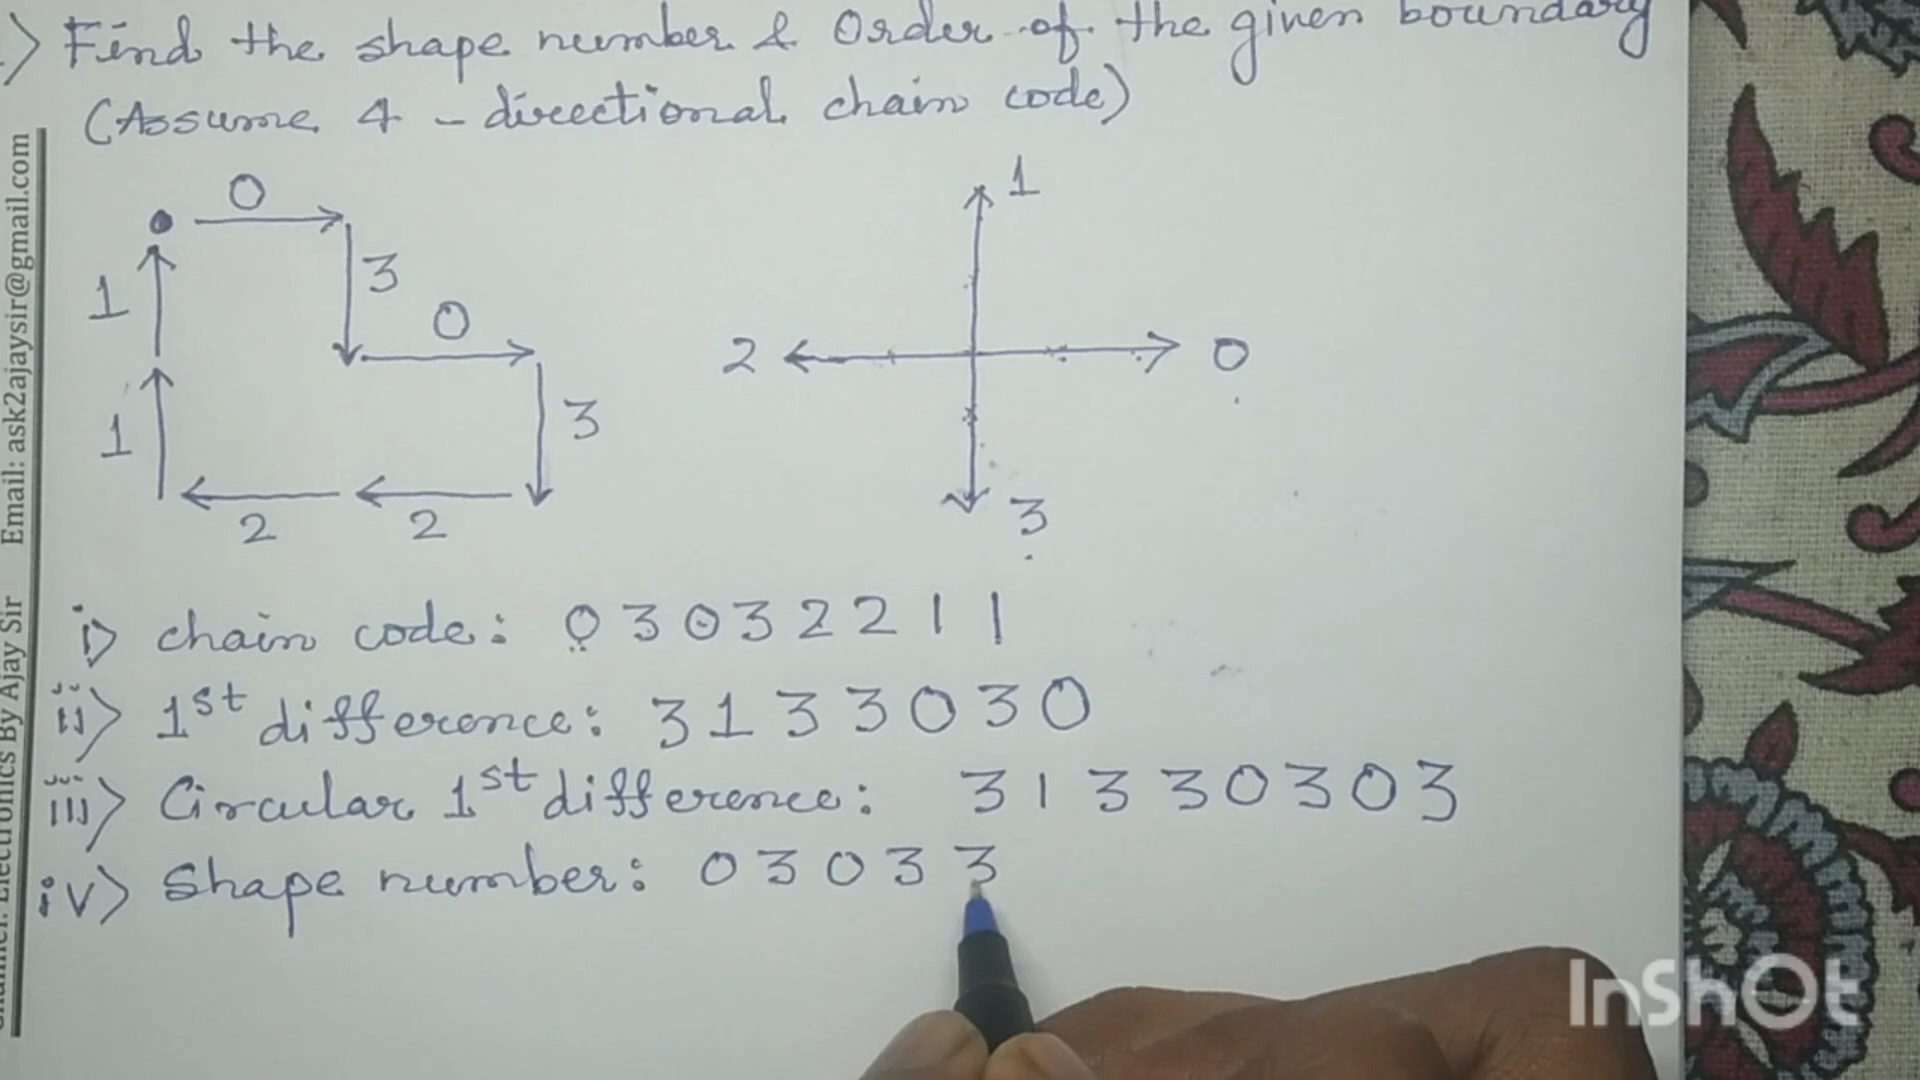 ) Find the shape number & Order of the given boundary
(Assume 4 - directional chain code)
0
1
3
0
1
3
2
2
1
2
0
3
i) chain code: 0 3 0 3 2 2 1 1
ii) 1st difference: 3 1 3 3 0 3 0
iii) Circular 1st difference: 3 1 3 3 0 3 0 3
iv) Shape number: 0 3 0 3 3
Electronics By Ajay Sir Email: ask2ajaysir@gmail.com
InShOt